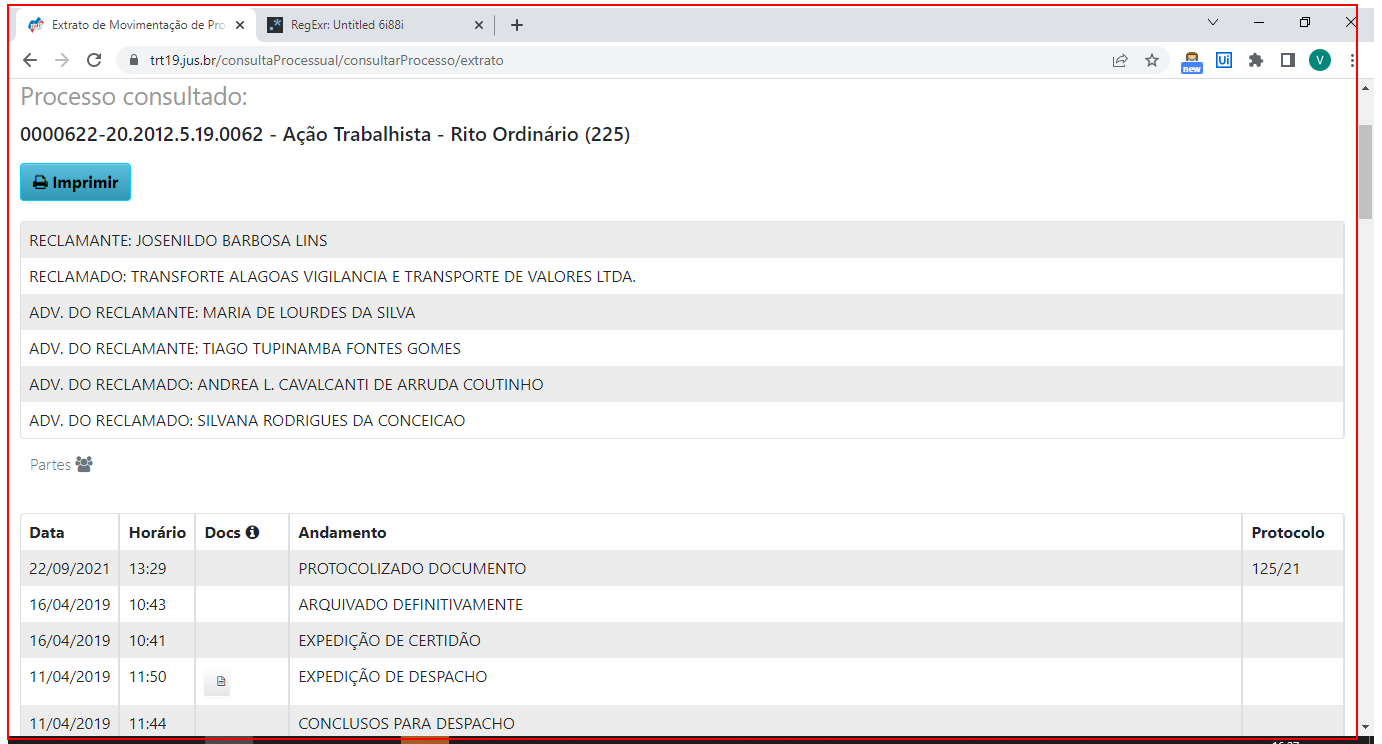 Extrato de Movimentação de Pro
RegExr: Untitled 6i88i
trt19.jus.br/consultaProcessual/consultarProcesso/extrato
new
Ui
V
Processo consultado:
0000622-20.2012.5.19.0062 - Ação Trabalhista - Rito Ordinário (225)
Imprimir
RECLAMANTE: JOSENILDO BARBOSA LINS
RECLAMADO: TRANSFORTE ALAGOAS VIGILANCIA E TRANSPORTE DE VALORES LTDA.
ADV. DO RECLAMANTE: MARIA DE LOURDES DA SILVA
ADV. DO RECLAMANTE: TIAGO TUPINAMBA FONTES GOMES
ADV. DO RECLAMADO: ANDREA L. CAVALCANTI DE ARRUDA COUTINHO
ADV. DO RECLAMADO: SILVANA RODRIGUES DA CONCEICAO
Partes
Data Horário Docs Andamento Protocolo
22/09/2021 13:29 PROTOCOLIZADO DOCUMENTO 125/21
16/04/2019 10:43 ARQUIVADO DEFINITIVAMENTE
16/04/2019 10:41 EXPEDIÇÃO DE CERTIDÃO
11/04/2019 11:50 EXPEDIÇÃO DE DESPACHO
11/04/2019 11:44 CONCLUSOS PARA DESPACHO